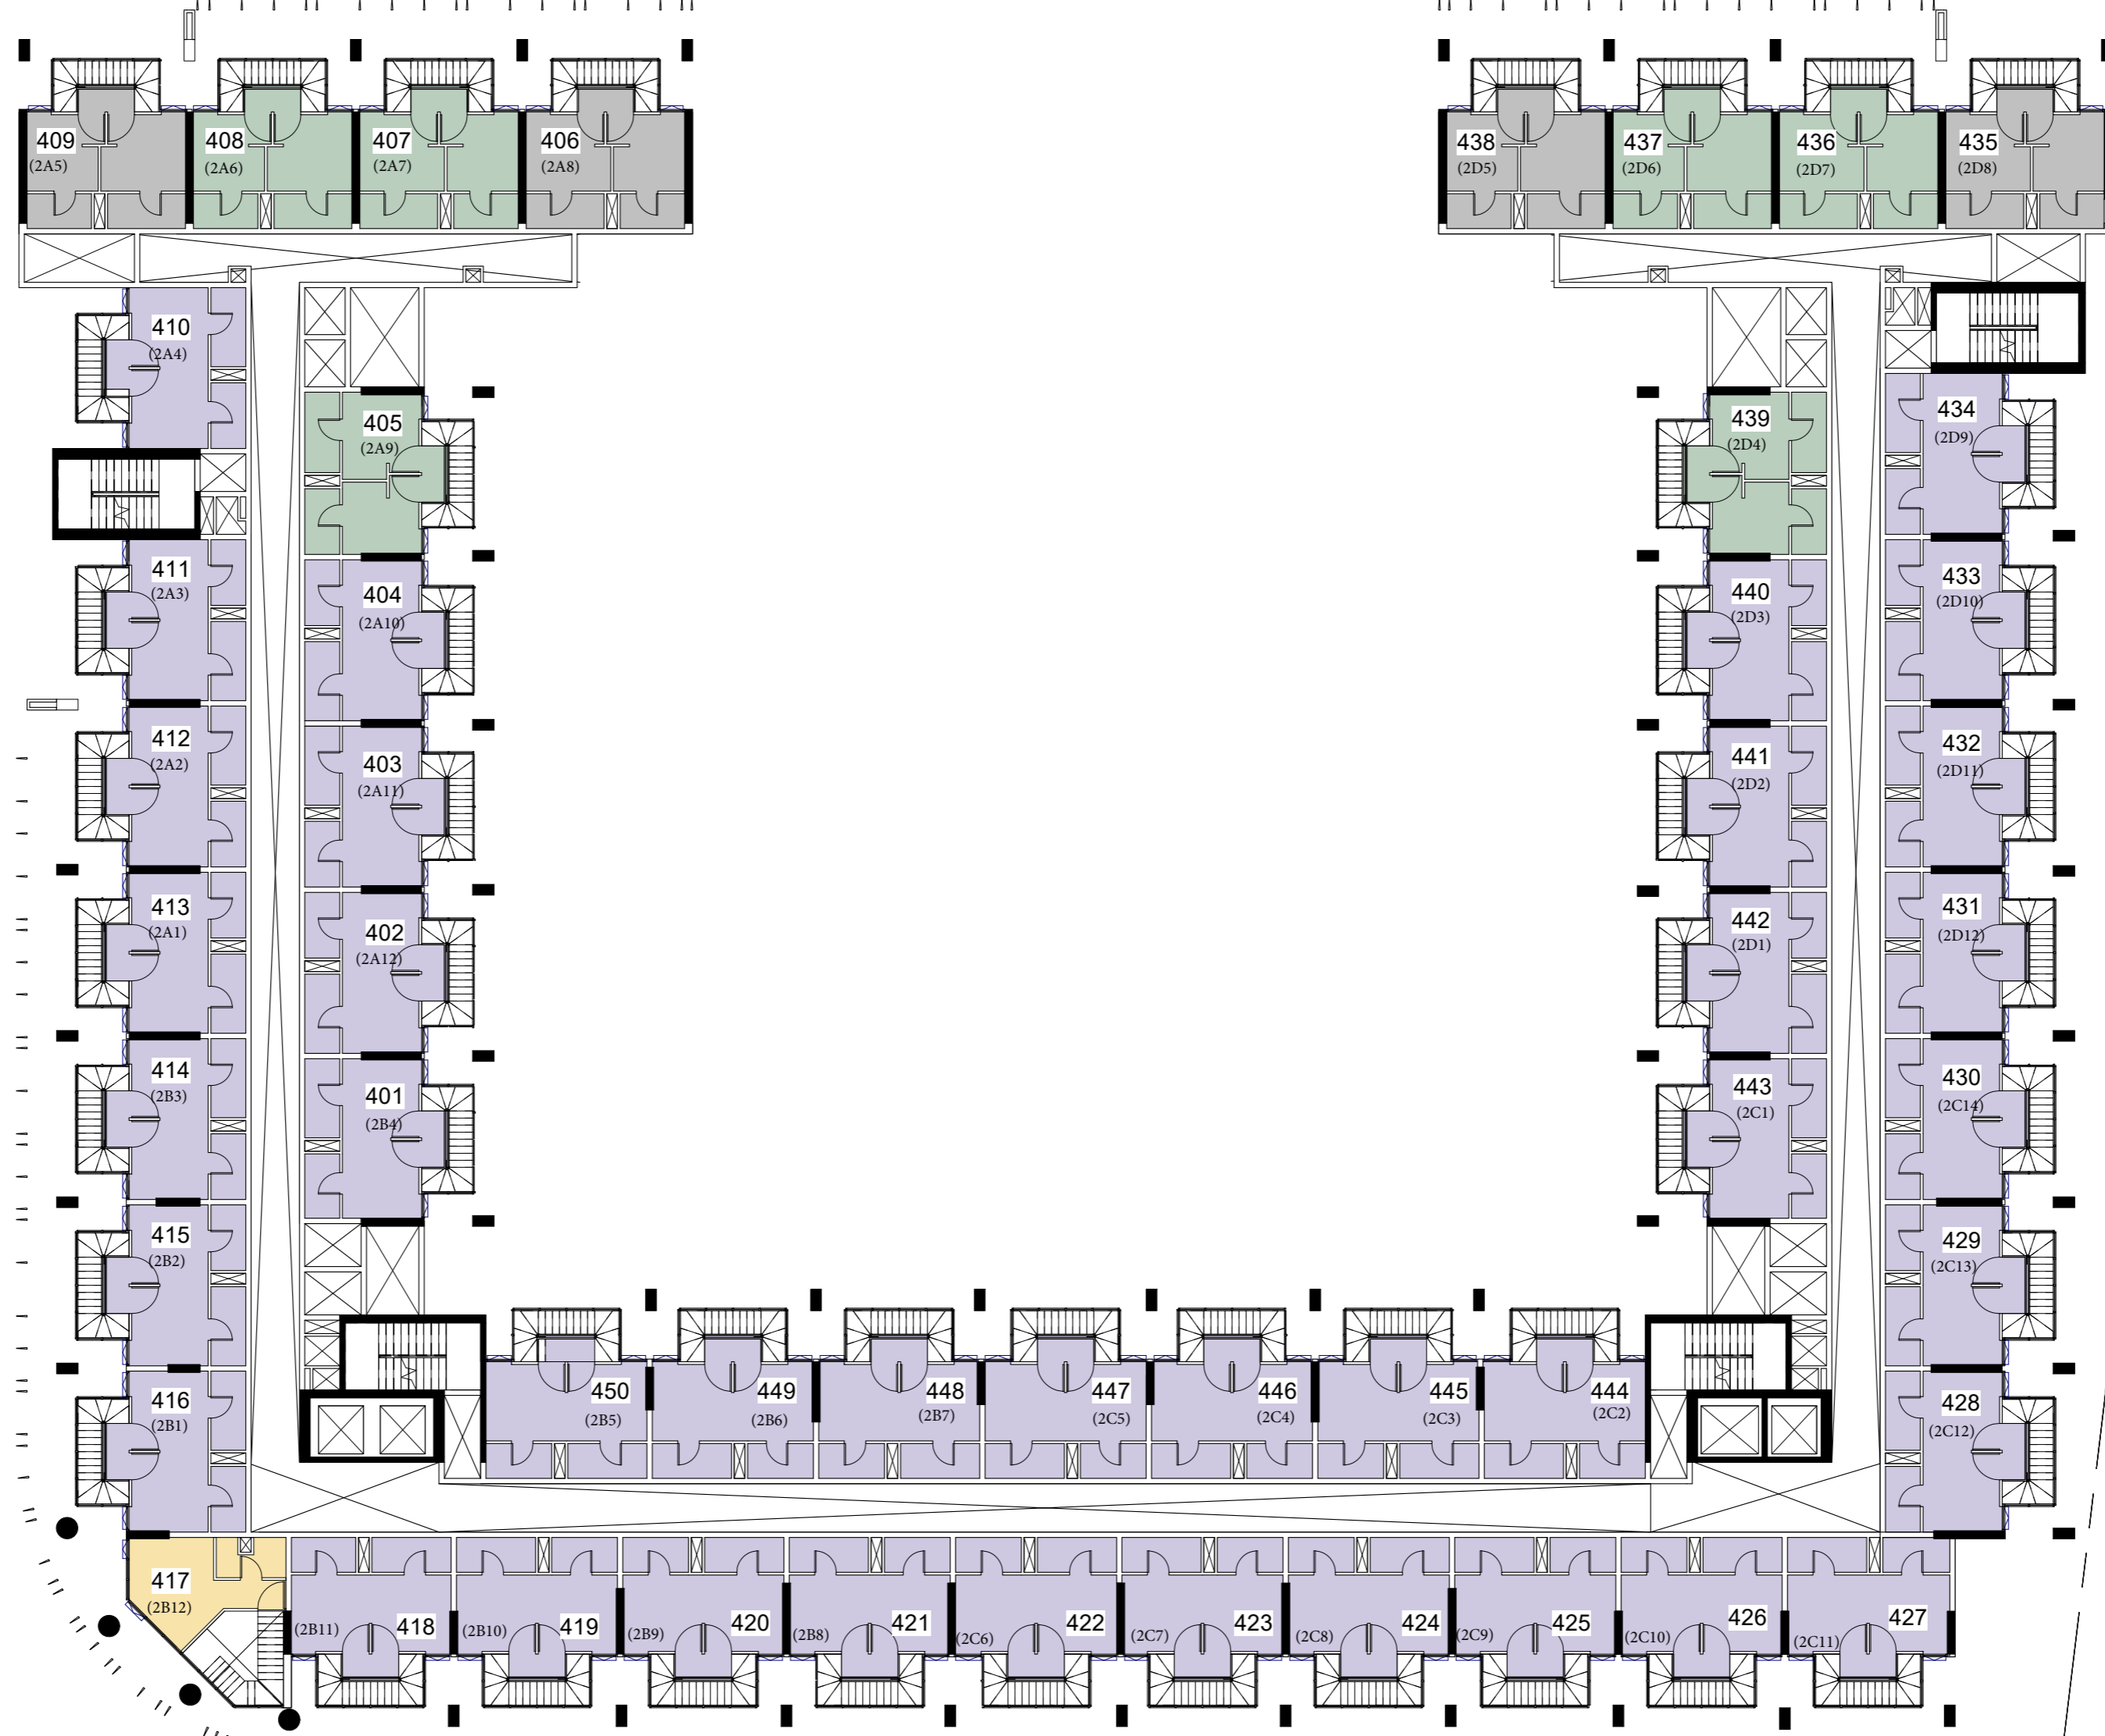 409
(2A5)
408
(2A6)
407
(2A7)
406
(2A8)
438
(2D5)
437
(2D6)
436
(2D7)
435
(2D8)
410
(2A4)
405
(2A9)
439
(2D4)
434
(2D9)
411
(2A3)
404
(2A10)
440
(2D3)
433
(2D10)
412
(2A2)
403
(2A11)
441
(2D2)
432
(2D11)
413
(2A1)
402
(2A12)
442
(2D1)
431
(2D12)
414
(2B3)
401
(2B4)
443
(2C1)
430
(2C14)
415
(2B2)
429
(2C13)
416
(2B1)
450
(2B5)
449
(2B6)
448
(2B7)
447
(2C5)
446
(2C4)
445
(2C3)
444
(2C2)
428
(2C12)
417
(2B12)
(2B11) 418
(2B10) 419
(2B9) 420
(2B8) 421
(2C6) 422
(2C7) 423
(2C8) 424
(2C9) 425
(2C10) 426
(2C11) 427